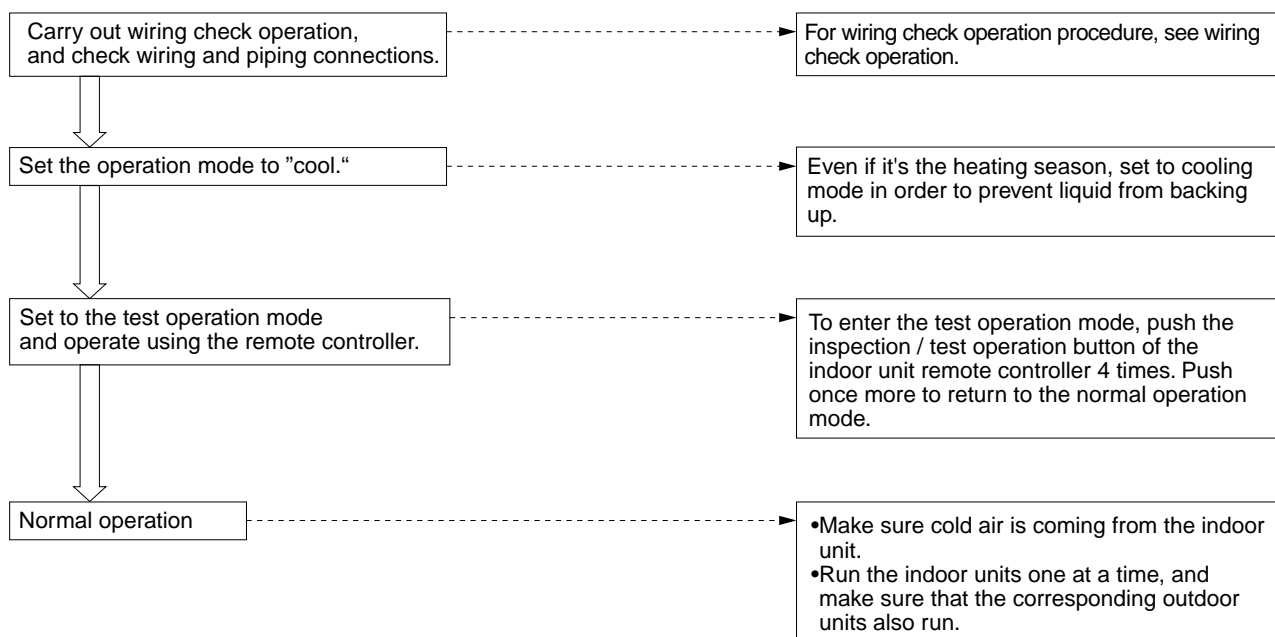 Carry out wiring check operation,
and check wiring and piping connections.
For wiring check operation procedure, see wiring
check operation.
Set the operation mode to ”cool.“
Even if it's the heating season, set to cooling
mode in order to prevent liquid from backing
up.
Set to the test operation mode
and operate using the remote controller.
To enter the test operation mode, push the
inspection / test operation button of the
indoor unit remote controller 4 times. Push
once more to return to the normal operation
mode.
Normal operation
•Make sure cold air is coming from the indoor
unit.
•Run the indoor units one at a time, and
make sure that the corresponding outdoor
units also run.